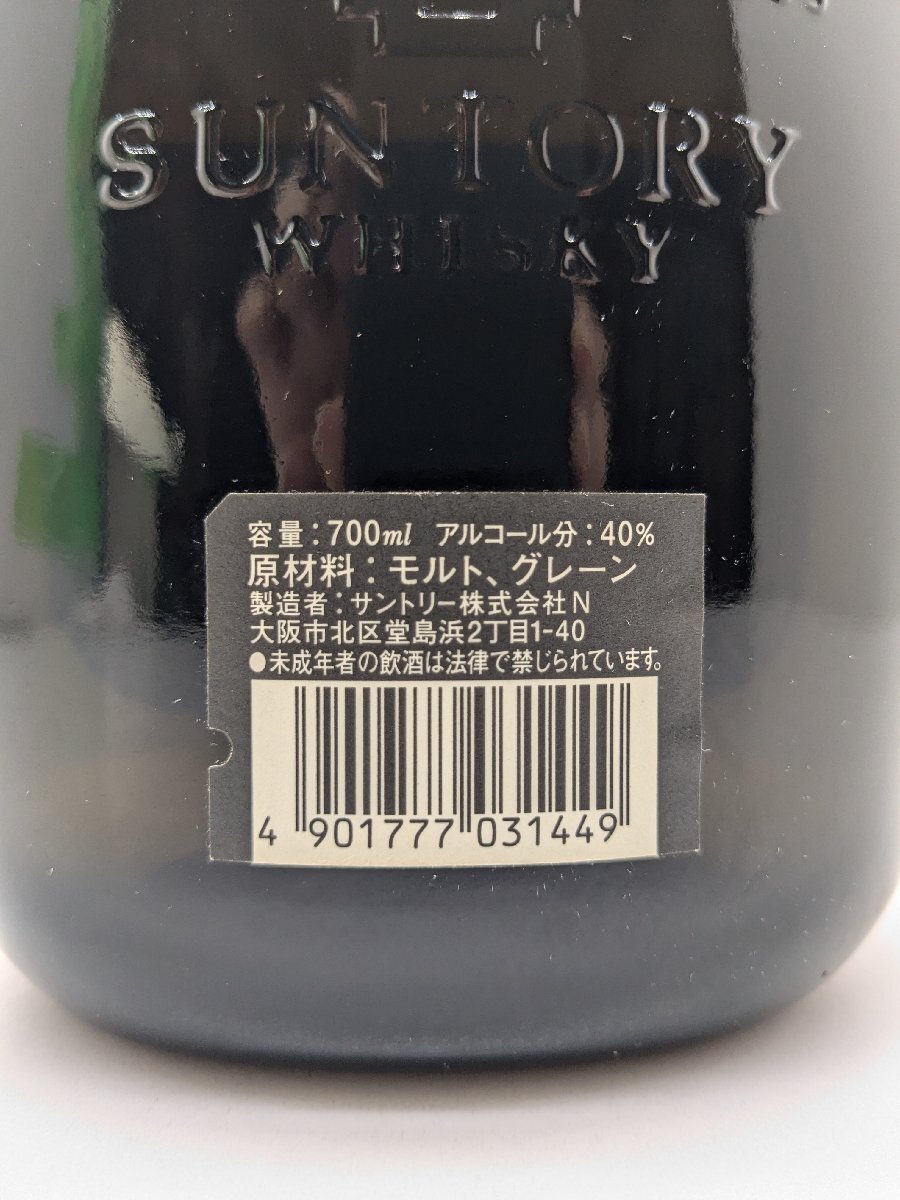 SUNTORY
WHISKY
容量:700ml アルコール分:40%
原材料:モルト、グレーン
製造者:サントリー株式会社N
大阪市北区堂島浜2丁目1-40
●未成年者の飲酒は法律で禁じられています。
4 901777 031449